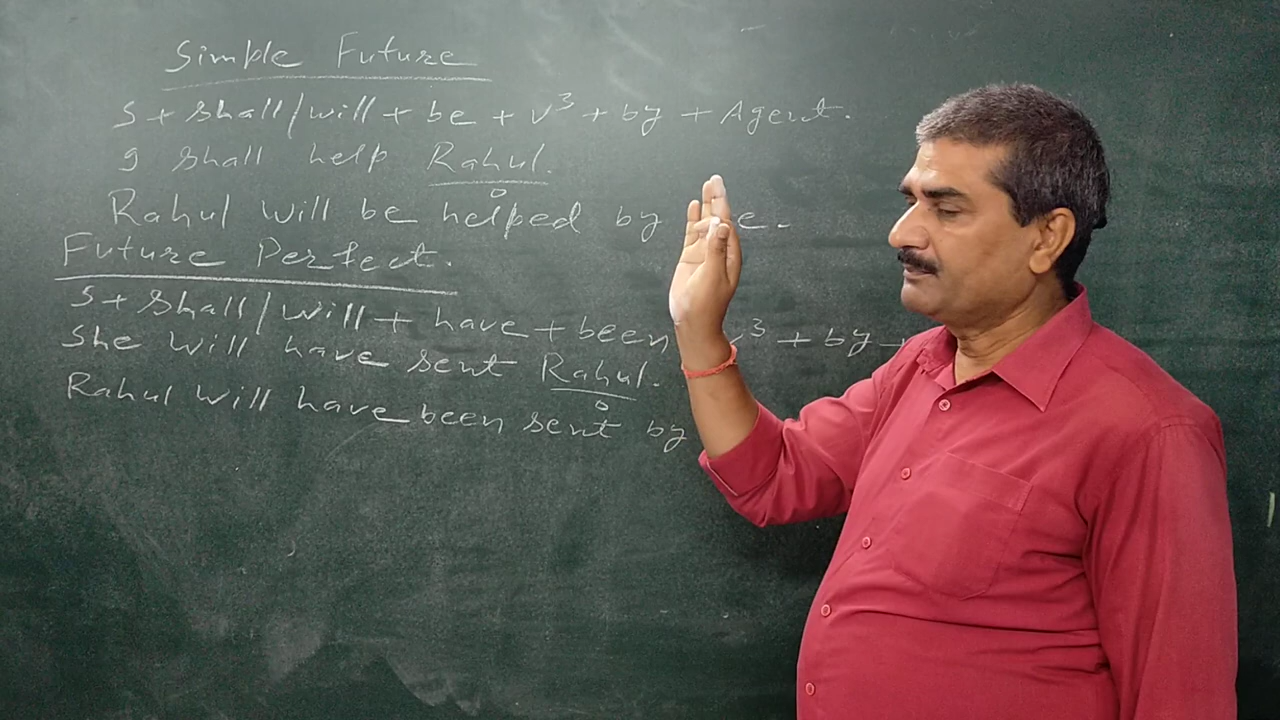 Simple Future
S + shall/will + be + v³ + by + Agent.
I shall help Rahul.
O
Rahul will be helped by e.
Future Perfect.
S + shall/will + have + been v³ + by +
She will have sent Rahul.
O
Rahul will have been sent by